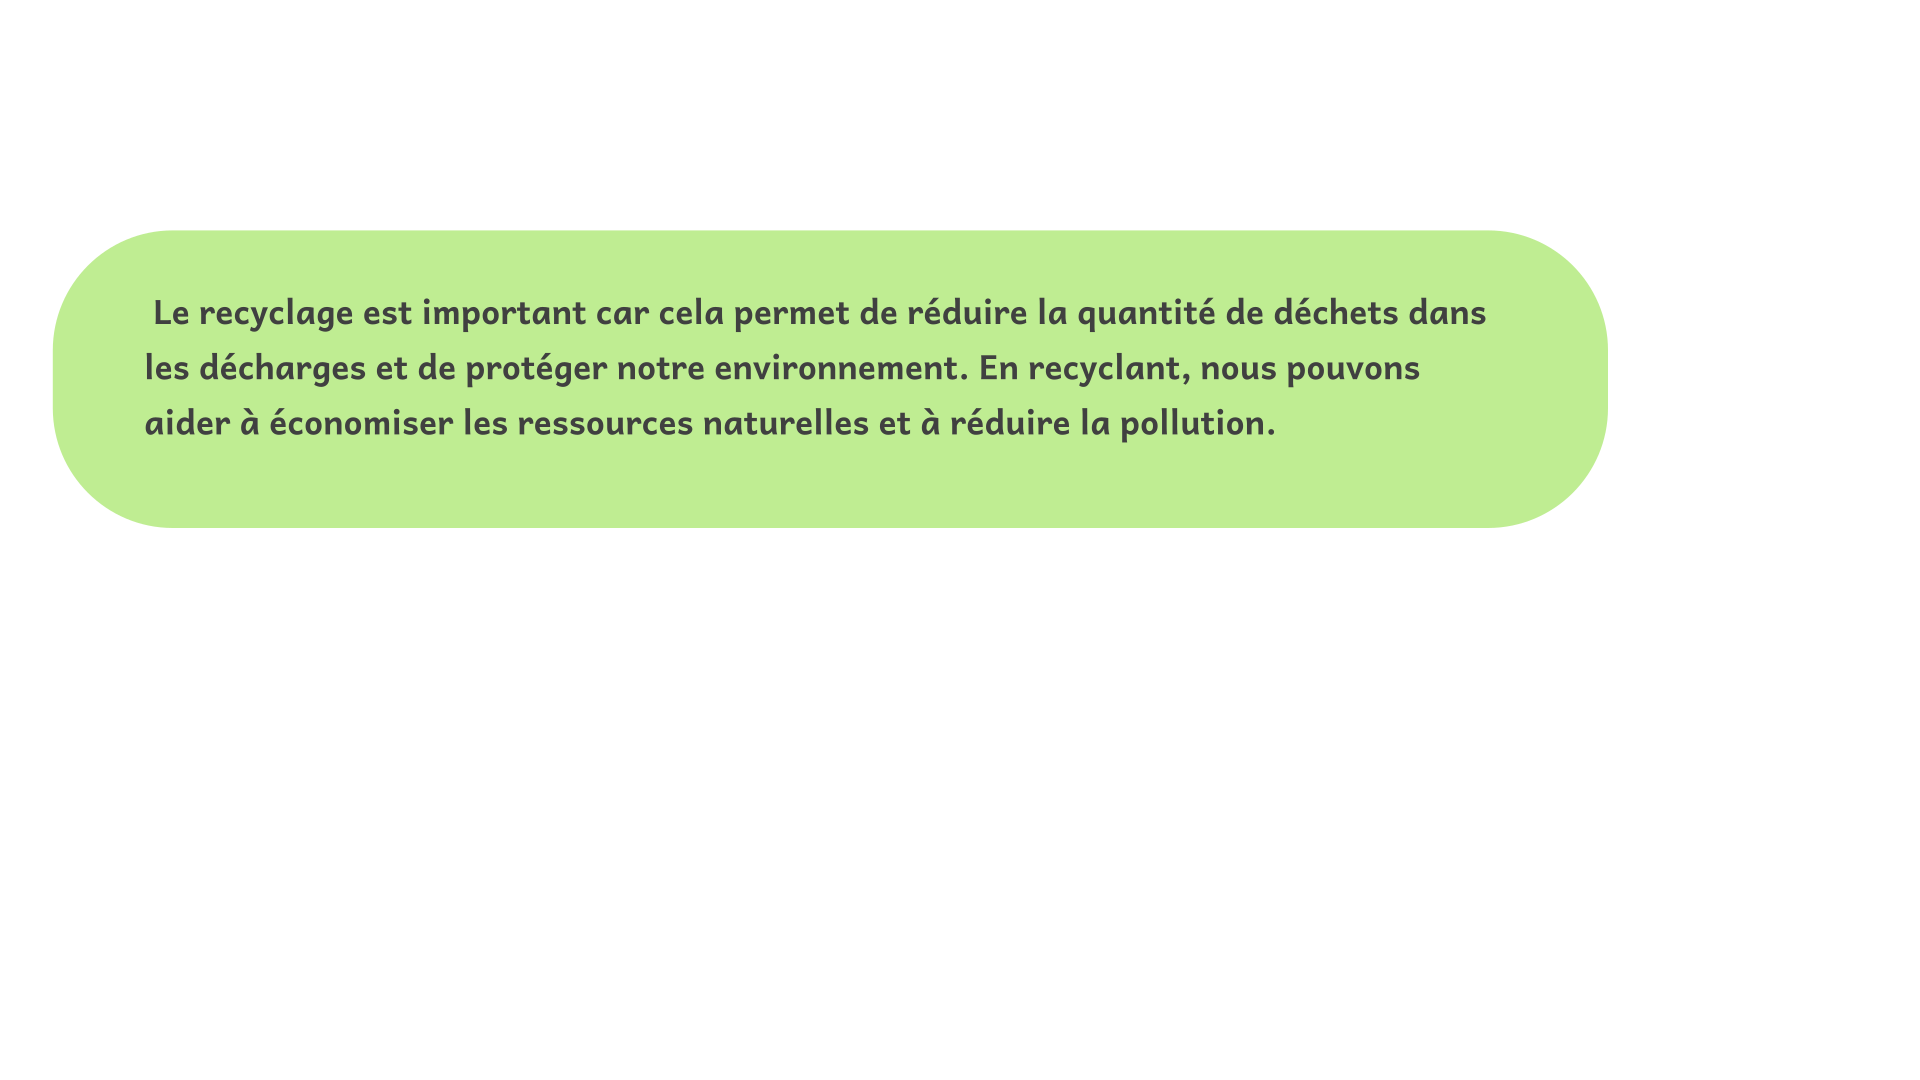 Le recyclage est important car cela permet de réduire la quantité de déchets dans
les décharges et de protéger notre environnement. En recyclant, nous pouvons
aider à économiser les ressources naturelles et à réduire la pollution.